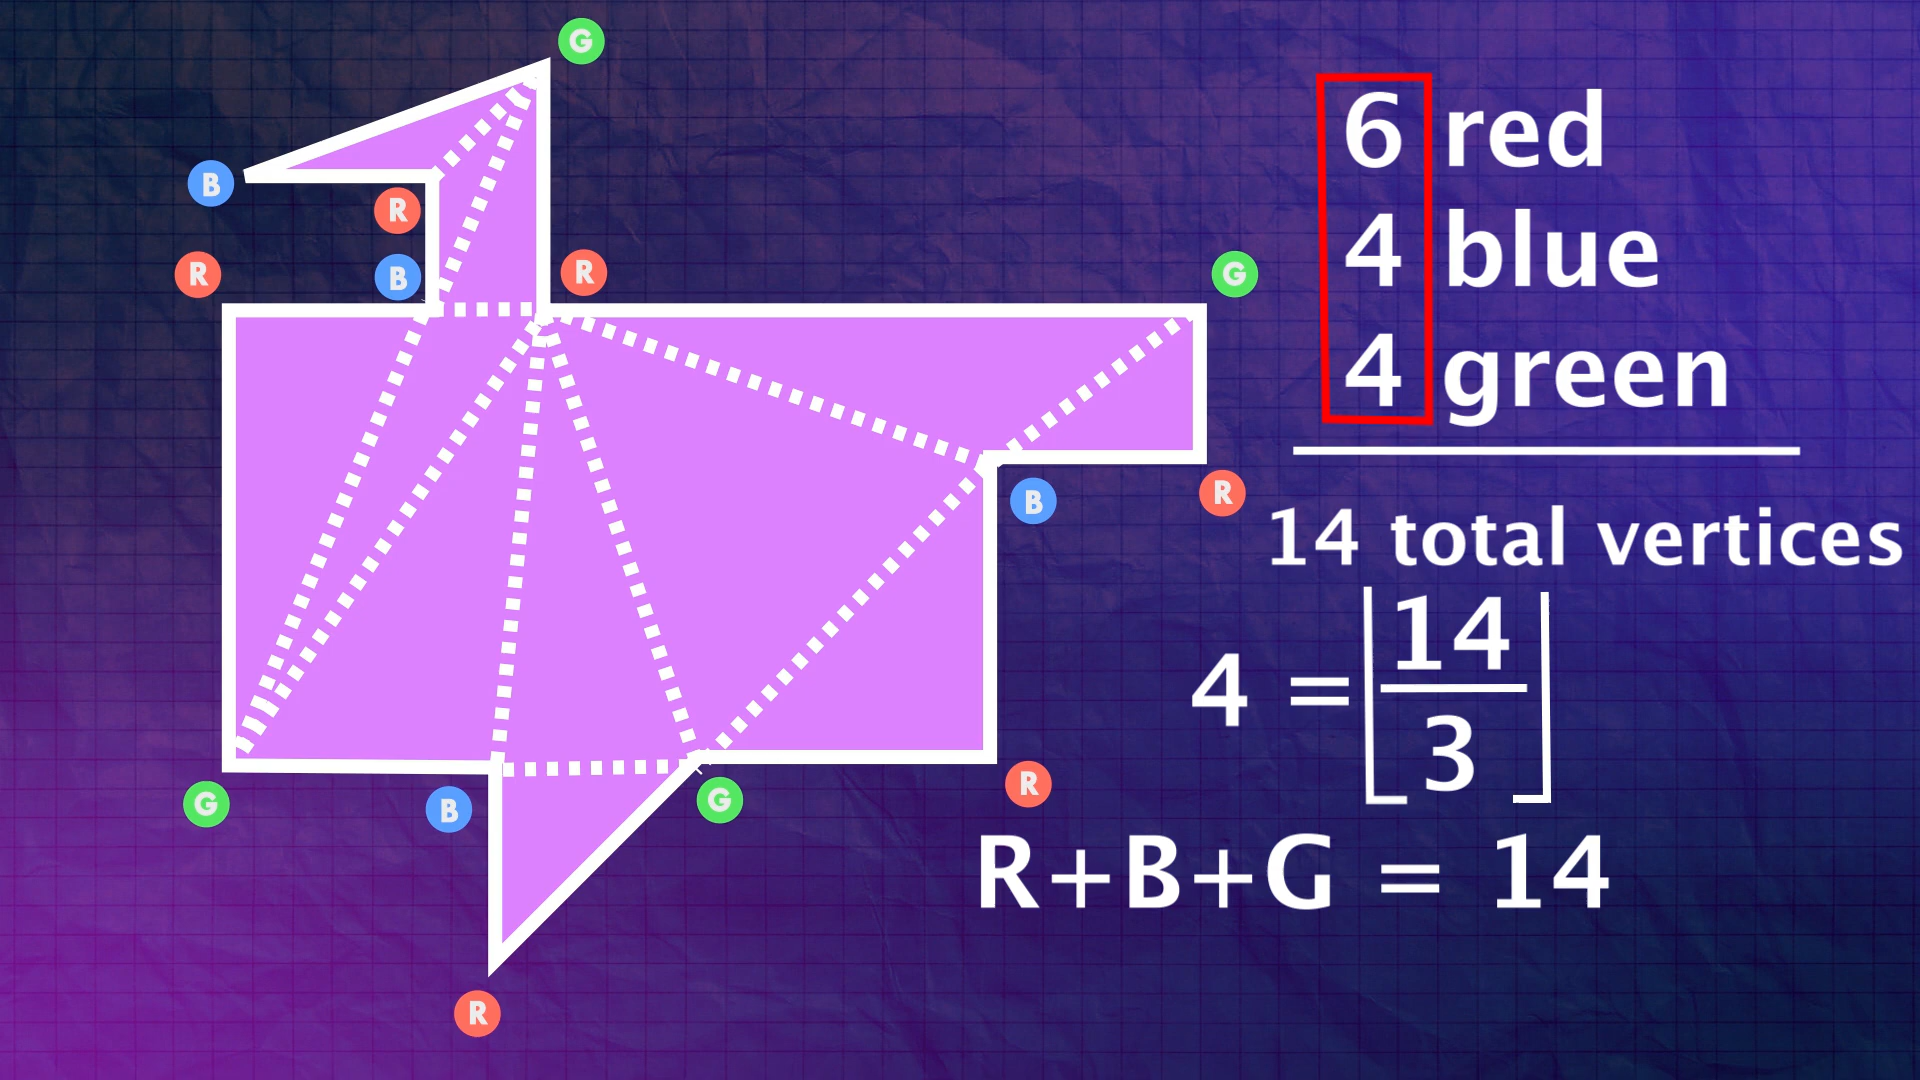 G
B
R
R
B
R
G
B
R
G
B
G
R
R
6 red
4 blue
4 green
14 total vertices
4 = ⌊14/3⌋
R+B+G = 14